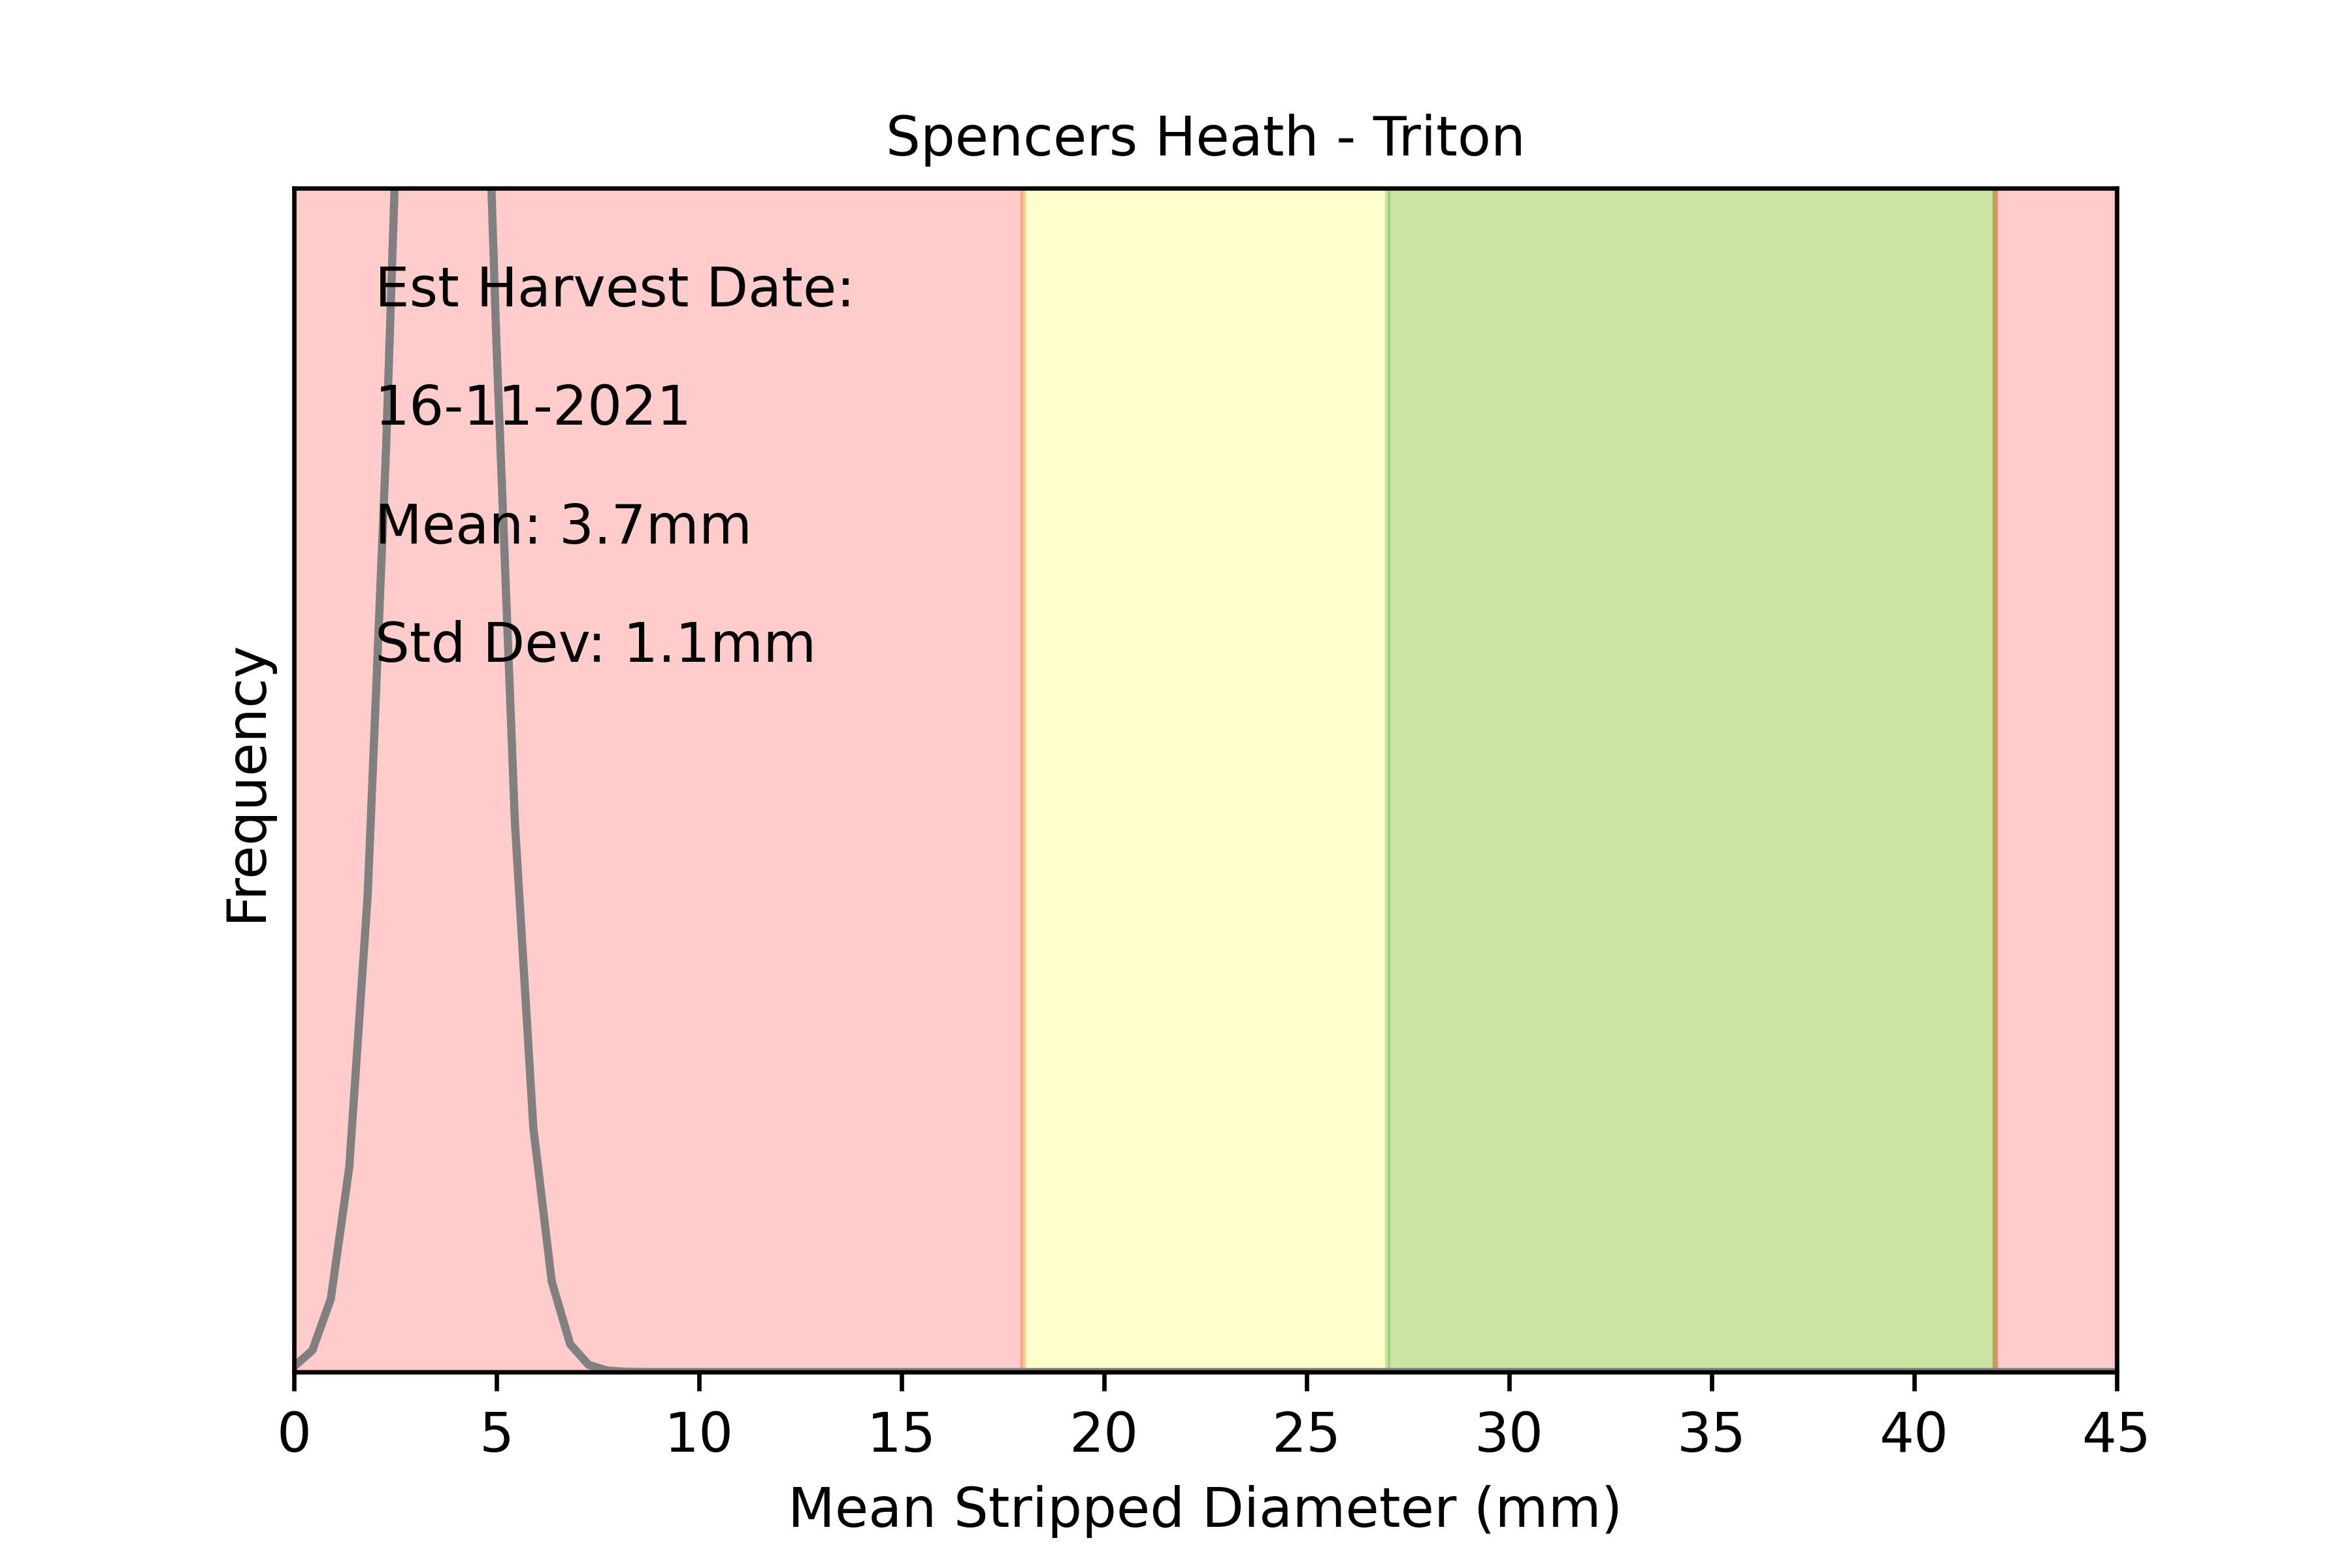 Spencers Heath - Triton
Est Harvest Date:
16-11-2021
Mean: 3.7mm
Std Dev: 1.1mm
Frequency
0 5 10 15 20 25 30 35 40 45
Mean Stripped Diameter (mm)